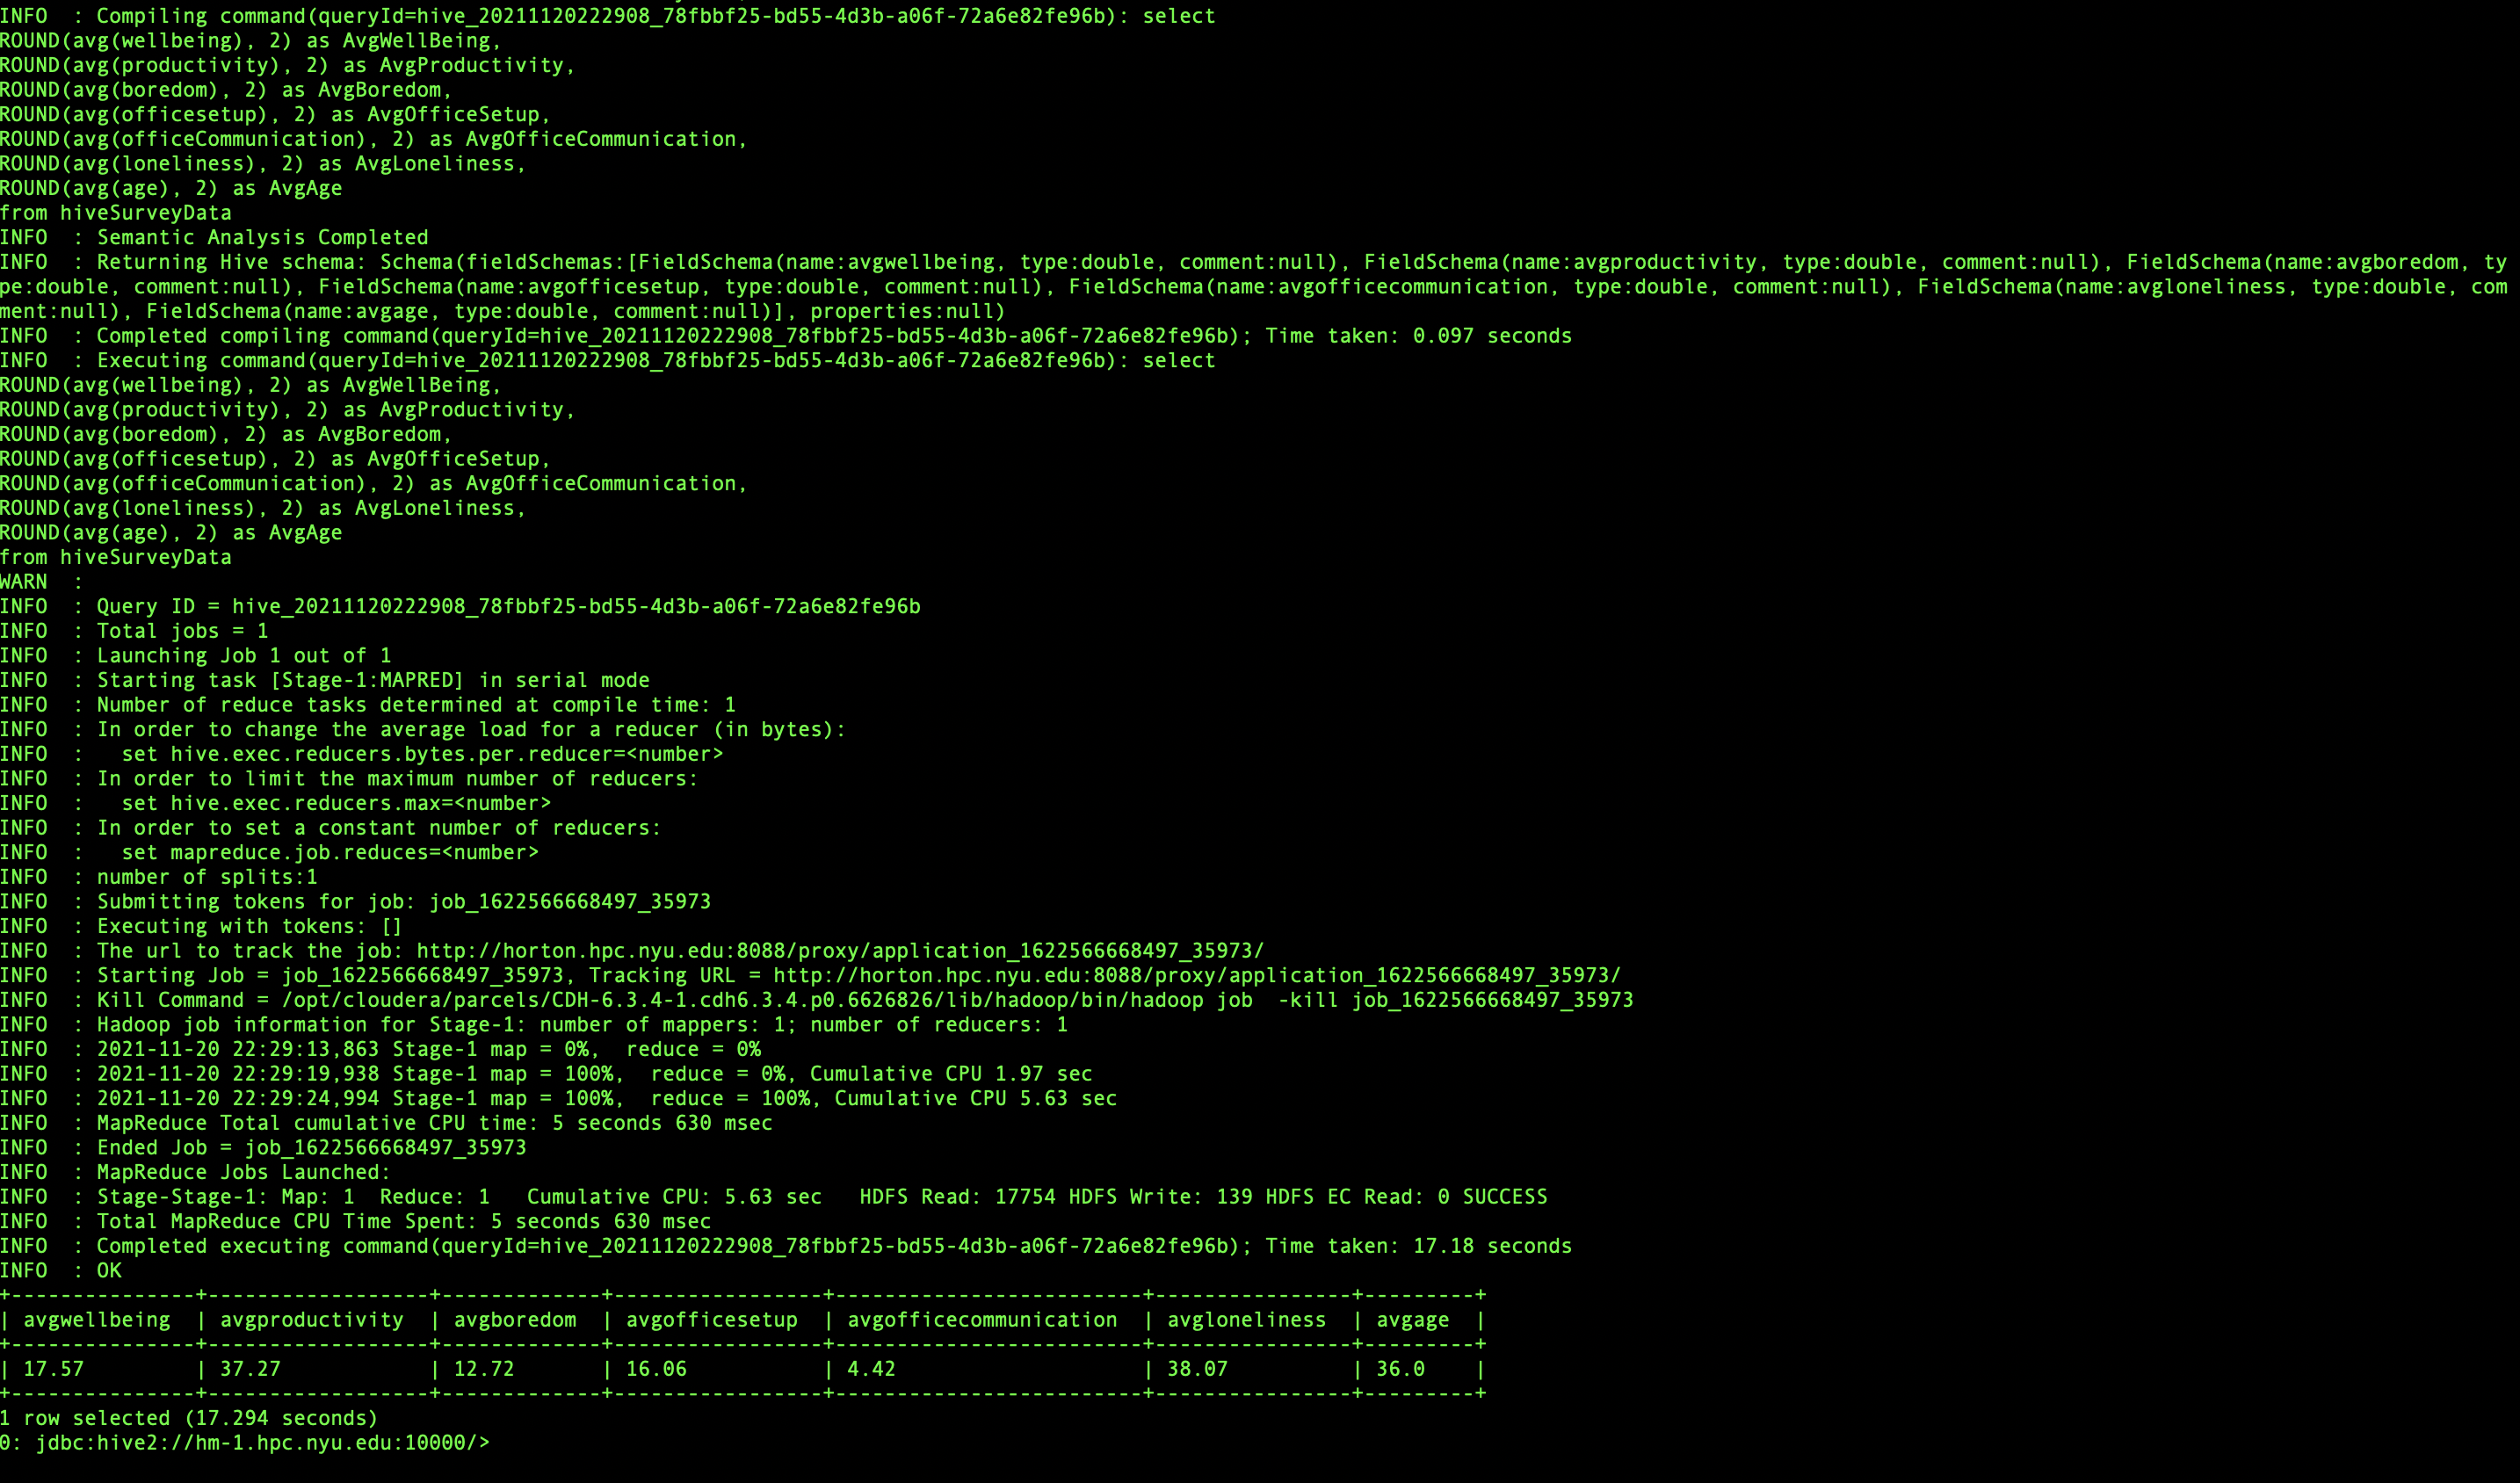 INFO  : Compiling command(queryId=hive_20211120222908_78fbbf25-bd55-4d3b-a06f-72a6e82fe96b): select
ROUND(avg(wellbeing), 2) as AvgWellBeing,
ROUND(avg(productivity), 2) as AvgProductivity,
ROUND(avg(boredom), 2) as AvgBoredom,
ROUND(avg(officesetup), 2) as AvgOfficeSetup,
ROUND(avg(officeCommunication), 2) as AvgOfficeCommunication,
ROUND(avg(loneliness), 2) as AvgLoneliness,
ROUND(avg(age), 2) as AvgAge
from hiveSurveyData
INFO  : Semantic Analysis Completed
INFO  : Returning Hive schema: Schema(fieldSchemas:[FieldSchema(name:avgwellbeing, type:double, comment:null), FieldSchema(name:avgproductivity, type:double, comment:null), FieldSchema(name:avgboredom, ty
pe:double, comment:null), FieldSchema(name:avgofficesetup, type:double, comment:null), FieldSchema(name:avgofficecommunication, type:double, comment:null), FieldSchema(name:avgloneliness, type:double, com
ment:null), FieldSchema(name:avgage, type:double, comment:null)], properties:null)
INFO  : Completed compiling command(queryId=hive_20211120222908_78fbbf25-bd55-4d3b-a06f-72a6e82fe96b); Time taken: 0.097 seconds
INFO  : Executing command(queryId=hive_20211120222908_78fbbf25-bd55-4d3b-a06f-72a6e82fe96b): select
ROUND(avg(wellbeing), 2) as AvgWellBeing,
ROUND(avg(productivity), 2) as AvgProductivity,
ROUND(avg(boredom), 2) as AvgBoredom,
ROUND(avg(officesetup), 2) as AvgOfficeSetup,
ROUND(avg(officeCommunication), 2) as AvgOfficeCommunication,
ROUND(avg(loneliness), 2) as AvgLoneliness,
ROUND(avg(age), 2) as AvgAge
from hiveSurveyData
WARN  :
INFO  : Query ID = hive_20211120222908_78fbbf25-bd55-4d3b-a06f-72a6e82fe96b
INFO  : Total jobs = 1
INFO  : Launching Job 1 out of 1
INFO  : Starting task [Stage-1:MAPRED] in serial mode
INFO  : Number of reduce tasks determined at compile time: 1
INFO  : In order to change the average load for a reducer (in bytes):
INFO  :   set hive.exec.reducers.bytes.per.reducer=<number>
INFO  : In order to limit the maximum number of reducers:
INFO  :   set hive.exec.reducers.max=<number>
INFO  : In order to set a constant number of reducers:
INFO  :   set mapreduce.job.reduces=<number>
INFO  : number of splits:1
INFO  : Submitting tokens for job: job_1622566668497_35973
INFO  : Executing with tokens: []
INFO  : The url to track the job: http://horton.hpc.nyu.edu:8088/proxy/application_1622566668497_35973/
INFO  : Starting Job = job_1622566668497_35973, Tracking URL = http://horton.hpc.nyu.edu:8088/proxy/application_1622566668497_35973/
INFO  : Kill Command = /opt/cloudera/parcels/CDH-6.3.4-1.cdh6.3.4.p0.6626826/lib/hadoop/bin/hadoop job  -kill job_1622566668497_35973
INFO  : Hadoop job information for Stage-1: number of mappers: 1; number of reducers: 1
INFO  : 2021-11-20 22:29:13,863 Stage-1 map = 0%,  reduce = 0%
INFO  : 2021-11-20 22:29:19,938 Stage-1 map = 100%,  reduce = 0%, Cumulative CPU 1.97 sec
INFO  : 2021-11-20 22:29:24,994 Stage-1 map = 100%,  reduce = 100%, Cumulative CPU 5.63 sec
INFO  : MapReduce Total cumulative CPU time: 5 seconds 630 msec
INFO  : Ended Job = job_1622566668497_35973
INFO  : MapReduce Jobs Launched:
INFO  : Stage-Stage-1: Map: 1  Reduce: 1   Cumulative CPU: 5.63 sec   HDFS Read: 17754 HDFS Write: 139 HDFS EC Read: 0 SUCCESS
INFO  : Total MapReduce CPU Time Spent: 5 seconds 630 msec
INFO  : Completed executing command(queryId=hive_20211120222908_78fbbf25-bd55-4d3b-a06f-72a6e82fe96b); Time taken: 17.18 seconds
INFO  : OK
+---------------+------------------+-------------+-----------------+-------------------------+----------------+---------+
| avgwellbeing  | avgproductivity  | avgboredom  | avgofficesetup  | avgofficecommunication  | avgloneliness  | avgage  |
+---------------+------------------+-------------+-----------------+-------------------------+----------------+---------+
| 17.57         | 37.27            | 12.72       | 16.06           | 4.42                    | 38.07          | 36.0    |
+---------------+------------------+-------------+-----------------+-------------------------+----------------+---------+
1 row selected (17.294 seconds)
0: jdbc:hive2://hm-1.hpc.nyu.edu:10000/>